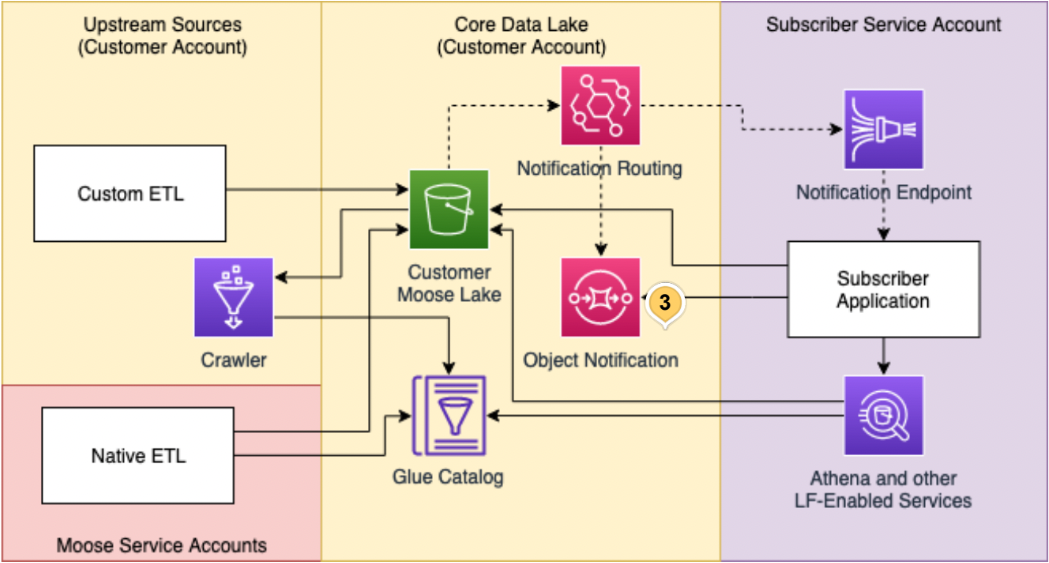 Upstream Sources
(Customer Account)
Core Data Lake
(Customer Account)
Subscriber Service Account
Notification Routing
Notification Endpoint
Custom ETL
Customer
Moose Lake
Subscriber
Application
3
Crawler
Object Notification
Native ETL
Glue Catalog
Athena and other
LF-Enabled Services
Moose Service Accounts